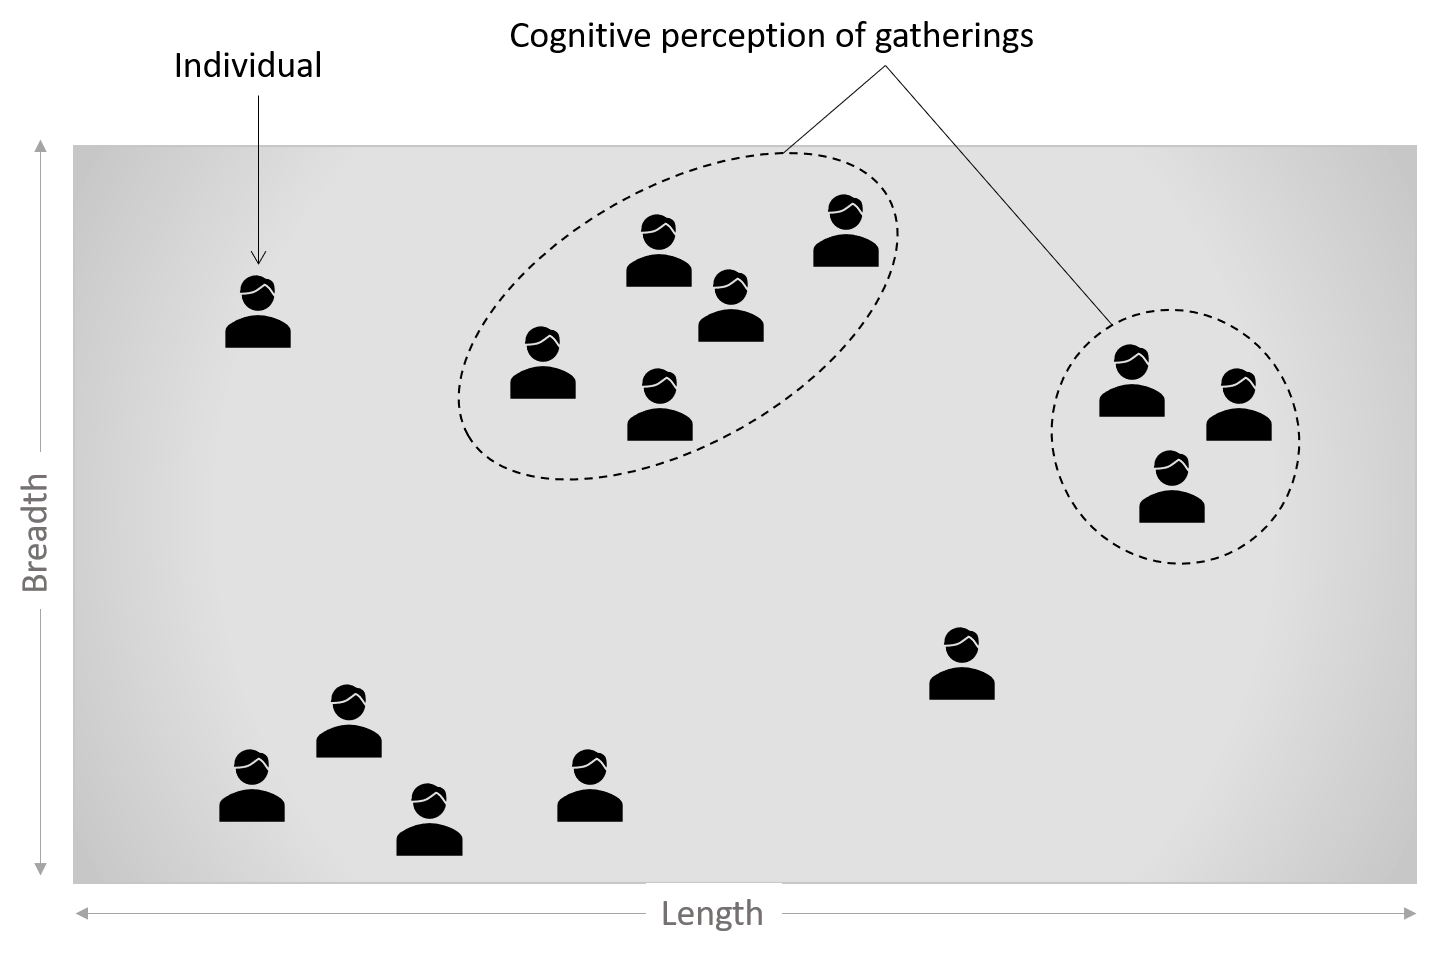 Cognitive perception of gatherings
Individual
Breadth
Length